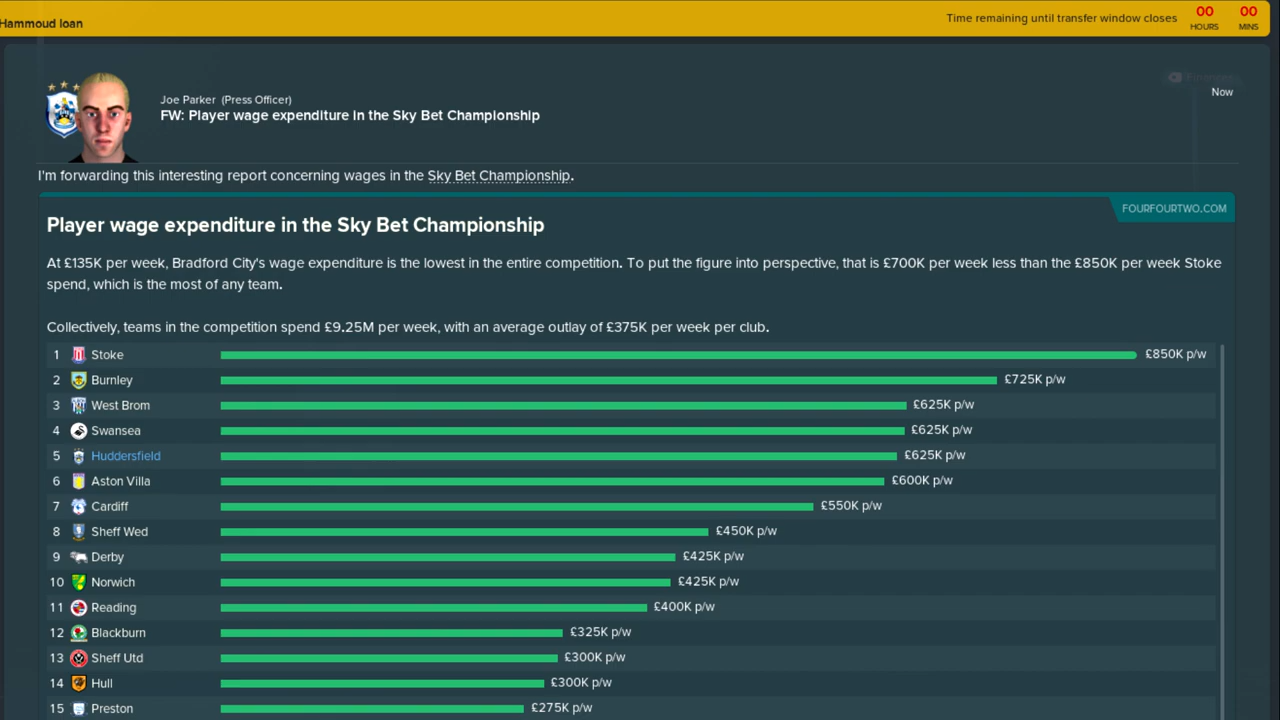 Hammoud loan
Time remaining until transfer window closes
00 00
HOURS MINS
Finances
Now
Joe Parker (Press Officer)
FW: Player wage expenditure in the Sky Bet Championship
I'm forwarding this interesting report concerning wages in the Sky Bet Championship.
FOURFOURTWO.COM
Player wage expenditure in the Sky Bet Championship
At £135K per week, Bradford City's wage expenditure is the lowest in the entire competition. To put the figure into perspective, that is £700K per week less than the £850K per week Stoke
spend, which is the most of any team.
Collectively, teams in the competition spend £9.25M per week, with an average outlay of £375K per week per club.
1 Stoke £850K p/w
2 Burnley £725K p/w
3 West Brom £625K p/w
4 Swansea £625K p/w
5 Huddersfield £625K p/w
6 Aston Villa £600K p/w
7 Cardiff £550K p/w
8 Sheff Wed £450K p/w
9 Derby £425K p/w
10 Norwich £425K p/w
11 Reading £400K p/w
12 Blackburn £325K p/w
13 Sheff Utd £300K p/w
14 Hull £300K p/w
15 Preston £275K p/w